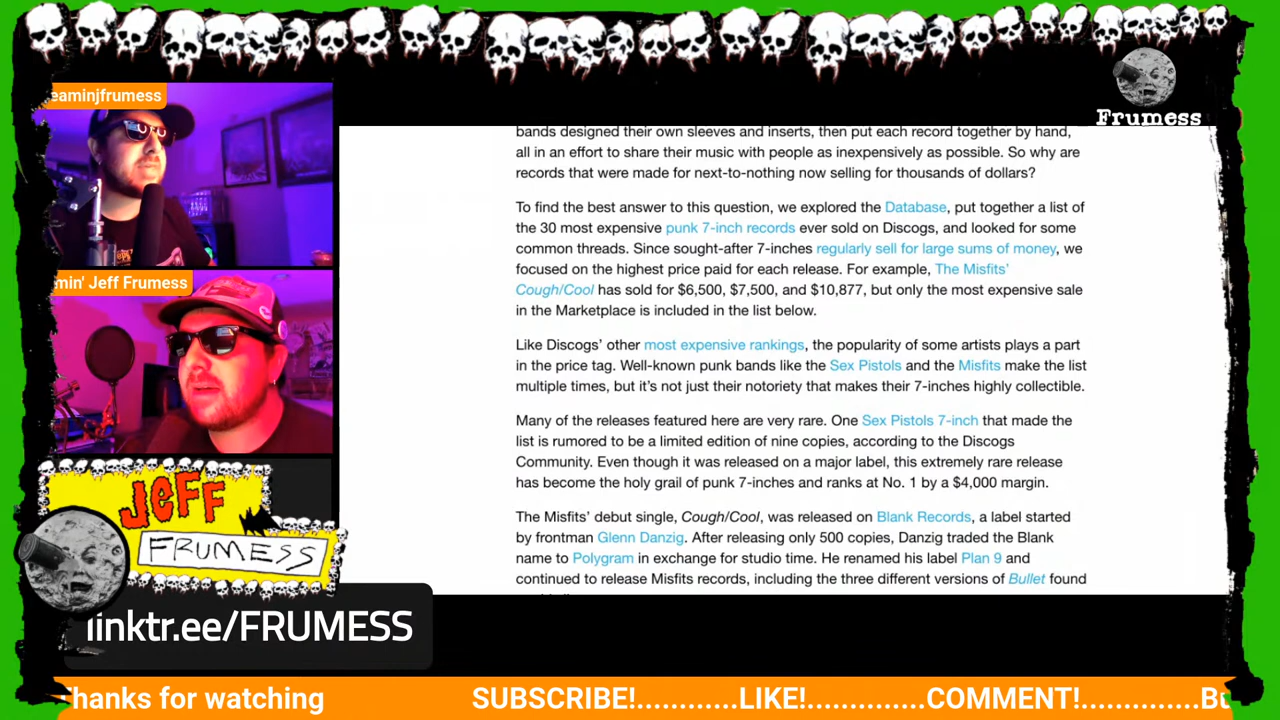 eaminjfrumess
Frumess
min' Jeff Frumess
bands designed their own sleeves and inserts, then put each record together by hand,
all in an effort to share their music with people as inexpensively as possible. So why are
records that were made for next-to-nothing now selling for thousands of dollars?
To find the best answer to this question, we explored the Database, put together a list of
the 30 most expensive punk 7-inch records ever sold on Discogs, and looked for some
common threads. Since sought-after 7-inches regularly sell for large sums of money, we
focused on the highest price paid for each release. For example, The Misfits'
Cough/Cool has sold for $6,500, $7,500, and $10,877, but only the most expensive sale
in the Marketplace is included in the list below.
Like Discogs' other most expensive rankings, the popularity of some artists plays a part
in the price tag. Well-known punk bands like the Sex Pistols and the Misfits make the list
multiple times, but it's not just their notoriety that makes their 7-inches highly collectible.
Many of the releases featured here are very rare. One Sex Pistols 7-inch that made the
list is rumored to be a limited edition of nine copies, according to the Discogs
Community. Even though it was released on a major label, this extremely rare release
has become the holy grail of punk 7-inches and ranks at No. 1 by a $4,000 margin.
The Misfits' debut single, Cough/Cool, was released on Blank Records, a label started
by frontman Glenn Danzig. After releasing only 500 copies, Danzig traded the Blank
name to Polygram in exchange for studio time. He renamed his label Plan 9 and
continued to release Misfits records, including the three different versions of Bullet found
JEFF
FRUMESS
linktr.ee/FRUMESS
Thanks for watching SUBSCRIBE!............LIKE!.............COMMENT!.............Bu